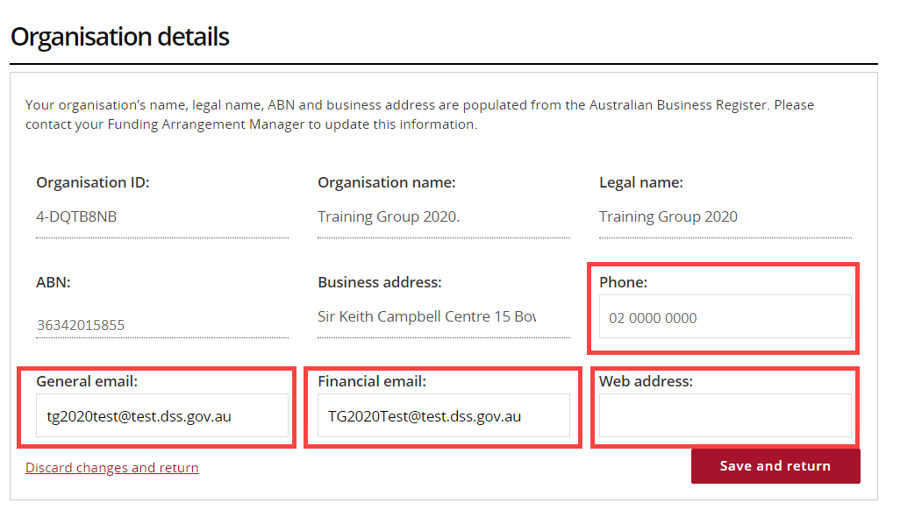 Organisation details
Your organisation's name, legal name, ABN and business address are populated from the Australian Business Register. Please
contact your Funding Arrangement Manager to update this information.
Organisation ID: Organisation name: Legal name:
4-DQTB8NB Training Group 2020. Training Group 2020
ABN: Business address: Phone:
36342015855 Sir Keith Campbell Centre 15 02 0000 0000
General email: Financial email: Web address:
tg2020test@test.dss.gov.au TG2020Test@test.dss.gov.au
Discard changes and return Save and return